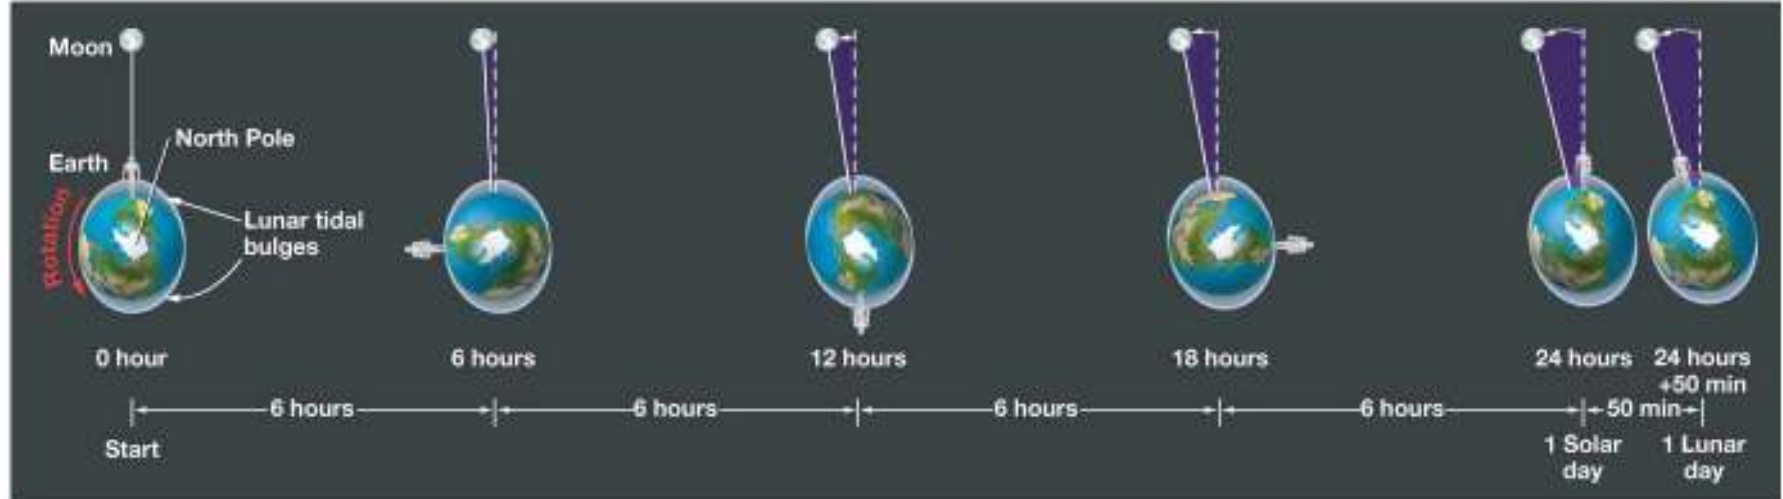 Moon
North Pole
Earth
Rotation
Lunar tidal
bulges
0 hour
6 hours
12 hours
18 hours
24 hours
24 hours
+50 min
6 hours
6 hours
6 hours
6 hours
50 min
Start
1 Solar
day
1 Lunar
day